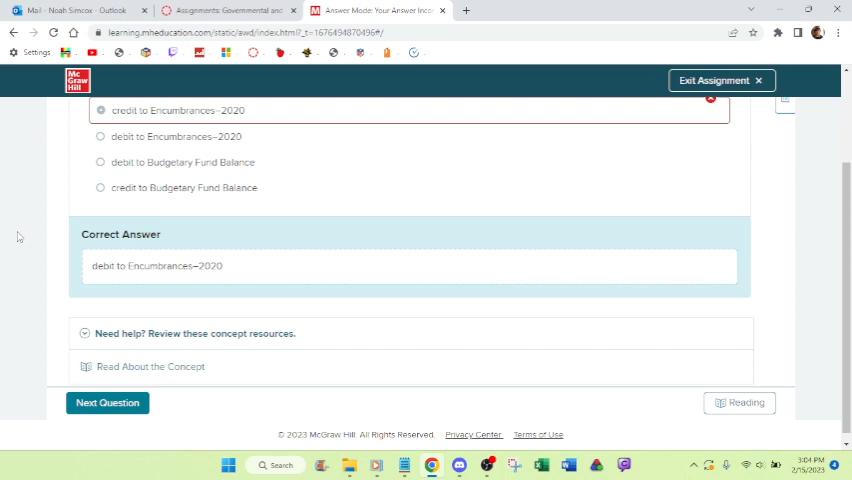 Mail - Noah Simcox - Outlook
Assignments: Governmental and
Answer Mode: Your Answer Inco
learning.mheducation.com/static/awd/index.html?_t=1676494870496#/
Settings
Mc
Graw
Hill
Exit Assignment
credit to Encumbrances–2020
debit to Encumbrances–2020
debit to Budgetary Fund Balance
credit to Budgetary Fund Balance
Correct Answer
debit to Encumbrances–2020
Need help? Review these concept resources.
Read About the Concept
Next Question
Reading
© 2023 McGraw Hill. All Rights Reserved.
Privacy Center
Terms of Use
Search
3:04 PM
2/15/2023
4